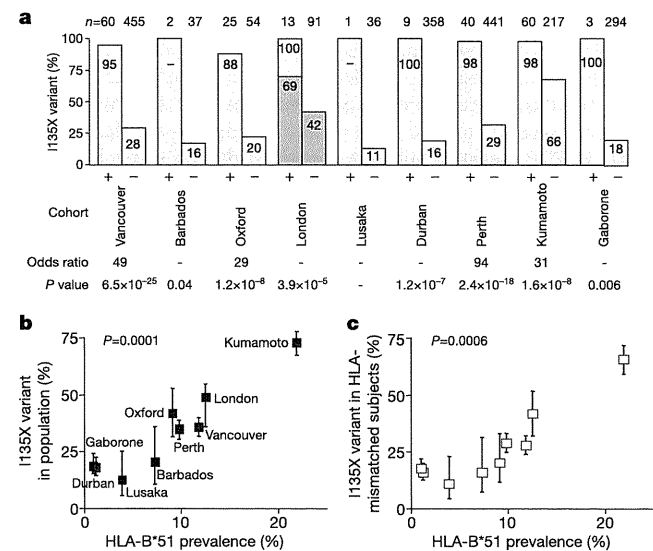 a
n=60 455 2 37 25 54 13 91 1 36 9 358 40 441 60 217 3 294
I135X variant (%)
100
75
50
25
0
95 28 – 16 88 20 100 69 42 – 11 100 16 98 29 98 66 100 18
+ – + – + – + – + – + – + – + – + –
Cohort Vancouver Barbados Oxford London Lusaka Durban Perth Kumamoto Gaborone
Odds ratio 49 - 29 - - - 94 31 -
P value 6.5×10⁻²⁵ 0.04 1.2×10⁻⁸ 3.9×10⁻⁵ - 1.2×10⁻⁷ 2.4×10⁻¹⁸ 1.6×10⁻⁸ 0.006
b
I135X variant
in population (%)
75
50
25
0
P=0.0001
Kumamoto
London
Oxford
Vancouver
Perth
Gaborone
Barbados
Durban
Lusaka
0 10 20
HLA-B*51 prevalence (%)
c
I135X variant in HLA-
mismatched subjects (%)
75
50
25
0
P=0.0006
0 10 20
HLA-B*51 prevalence (%)